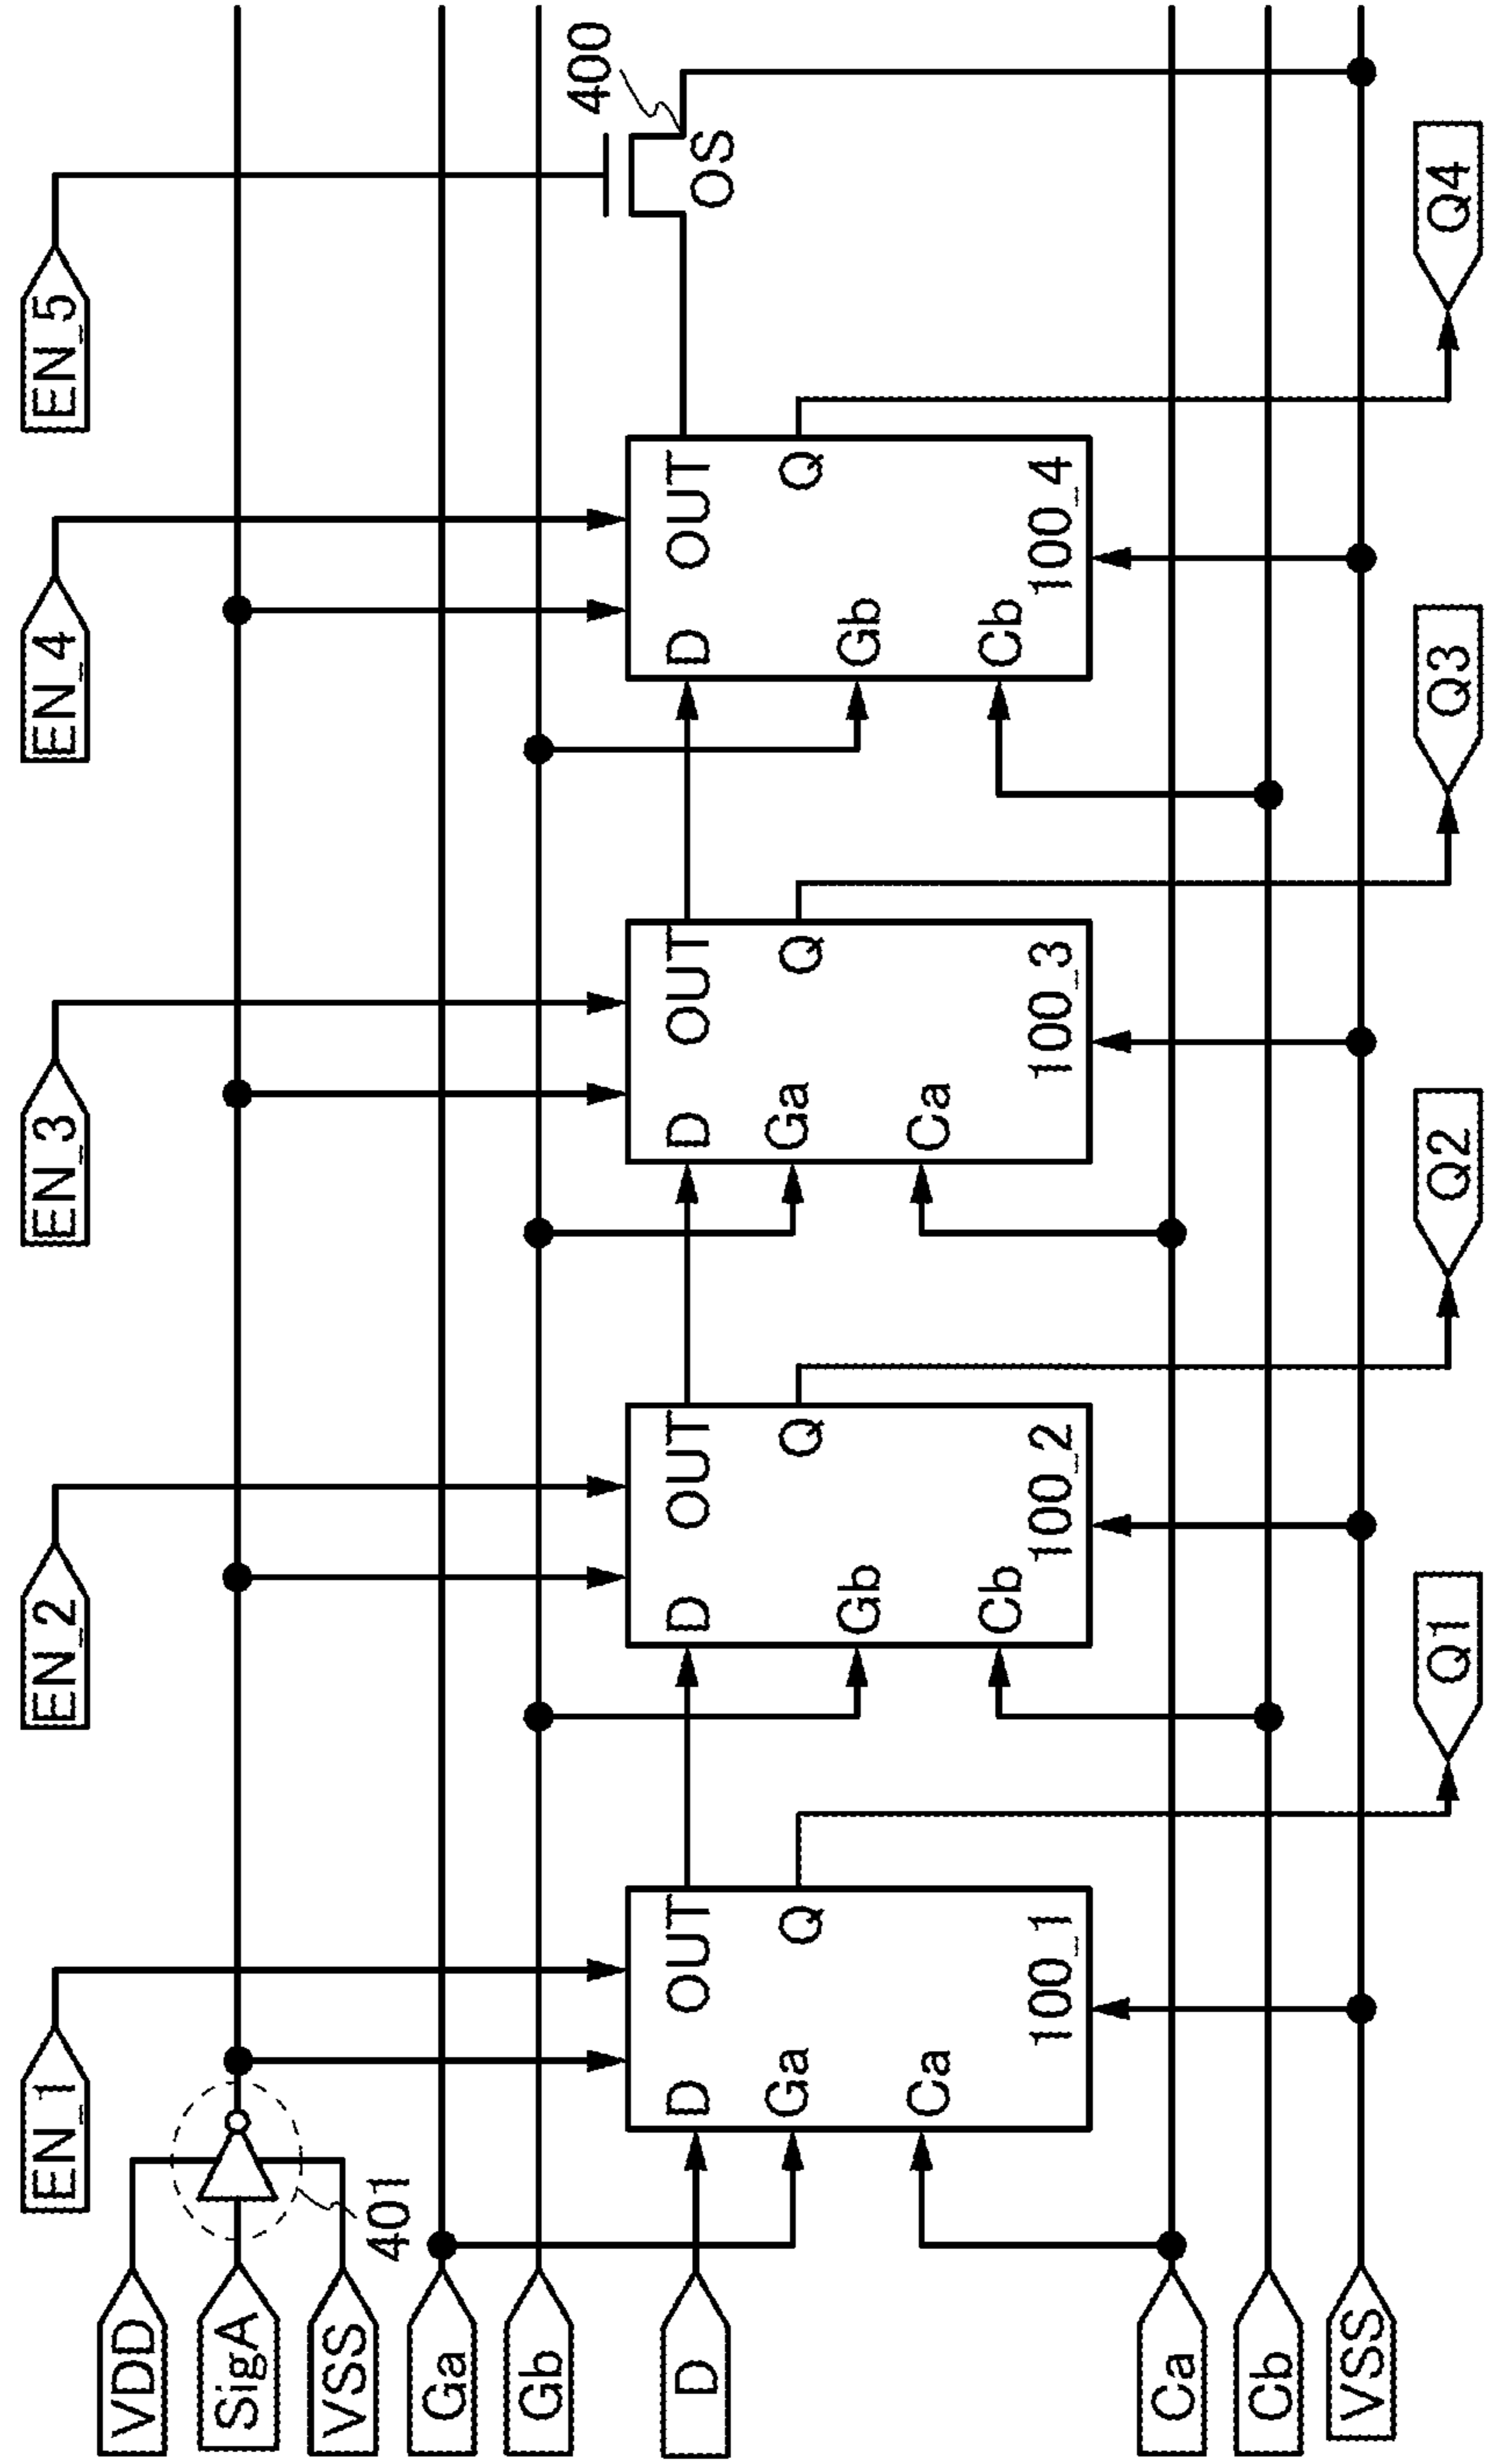 EN_1
EN_2
EN_3
EN_4
EN_5
VDD
SigA
VSS
401
Ga
Gb
400
OS
D
D OUT
Ga
Q
Ca
100_1
D OUT
Gb
Q
Cb
100_2
D OUT
Ga
Q
Ca
100_3
D OUT
Gb
Q
Cb
100_4
Ca
Cb
VSS
Q1
Q2
Q3
Q4